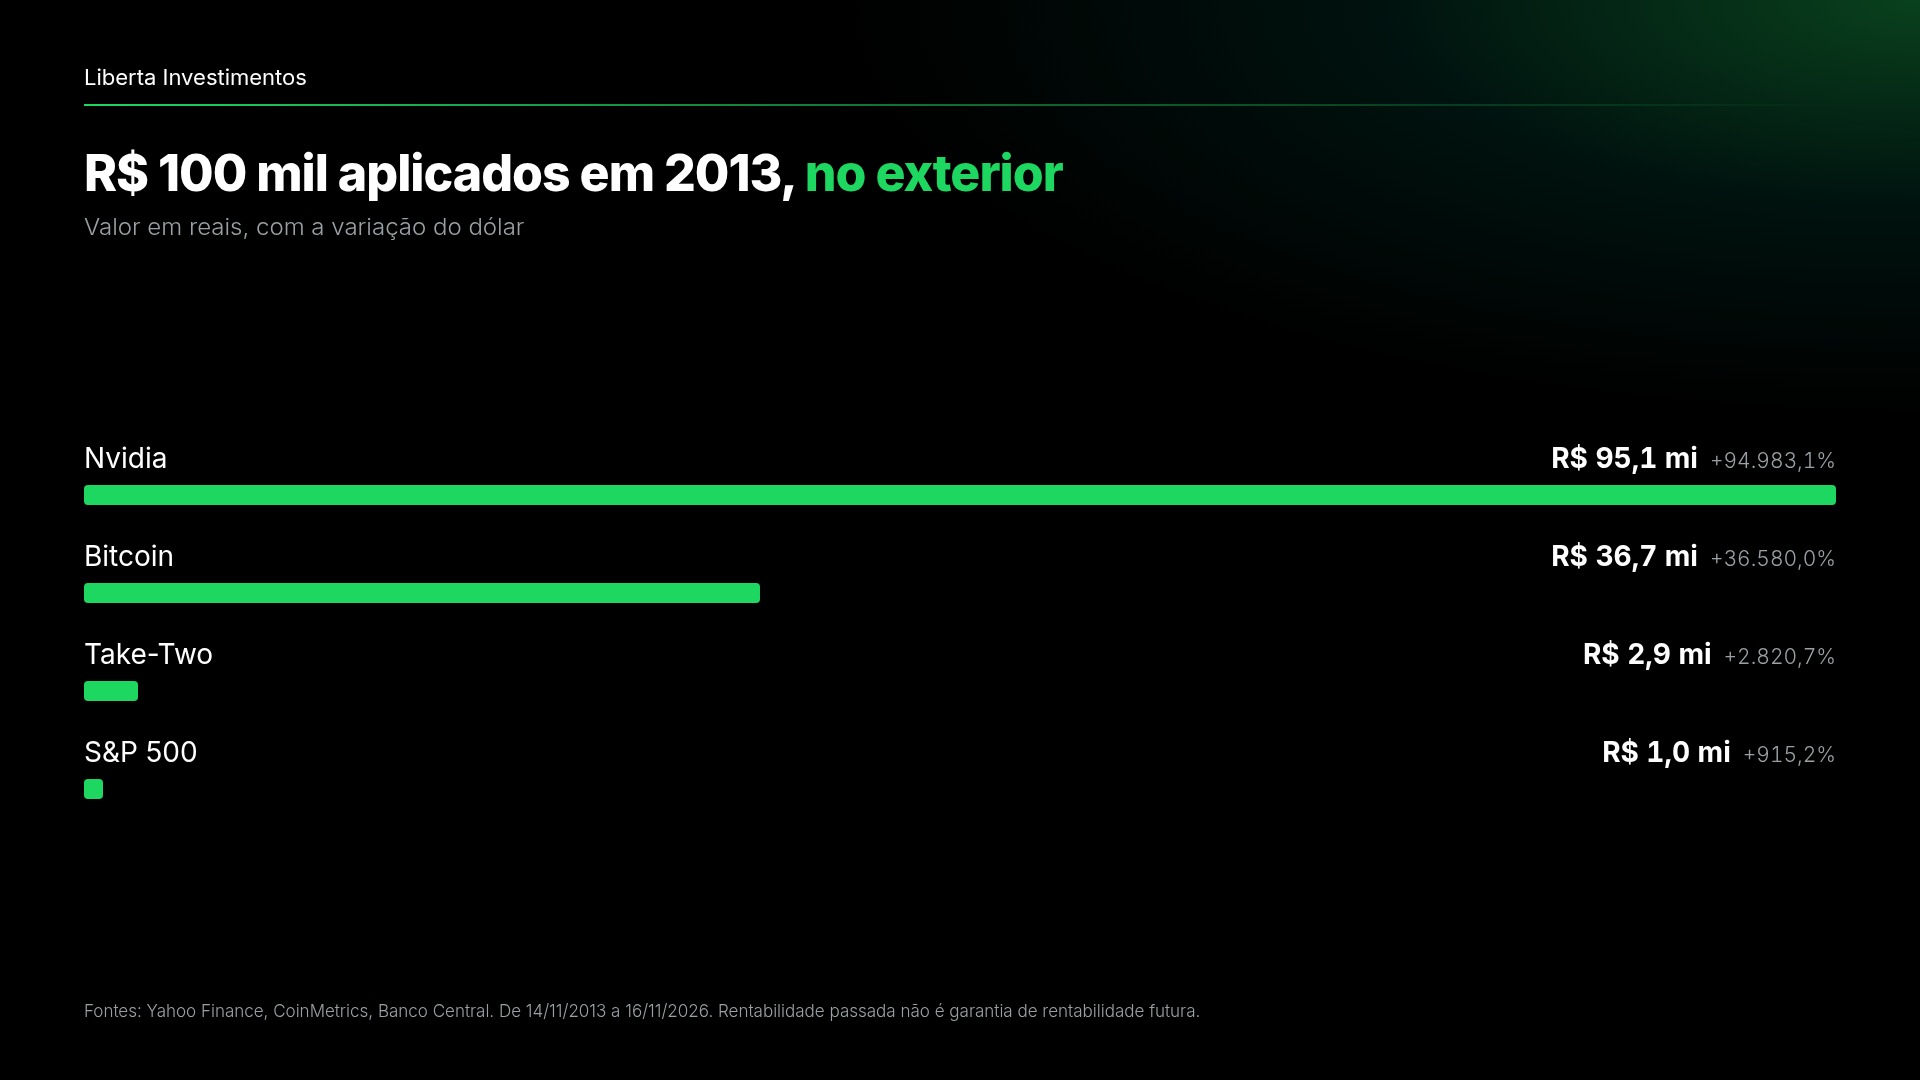 Liberta Investimentos
R$ 100 mil aplicados em 2013, no exterior
Valor em reais, com a variação do dólar
Nvidia R$ 95,1 mi +94.983,1%
Bitcoin R$ 36,7 mi +36.580,0%
Take-Two R$ 2,9 mi +2.820,7%
S&P 500 R$ 1,0 mi +915,2%
Fontes: Yahoo Finance, CoinMetrics, Banco Central. De 14/11/2013 a 16/11/2026. Rentabilidade passada não é garantia de rentabilidade futura.